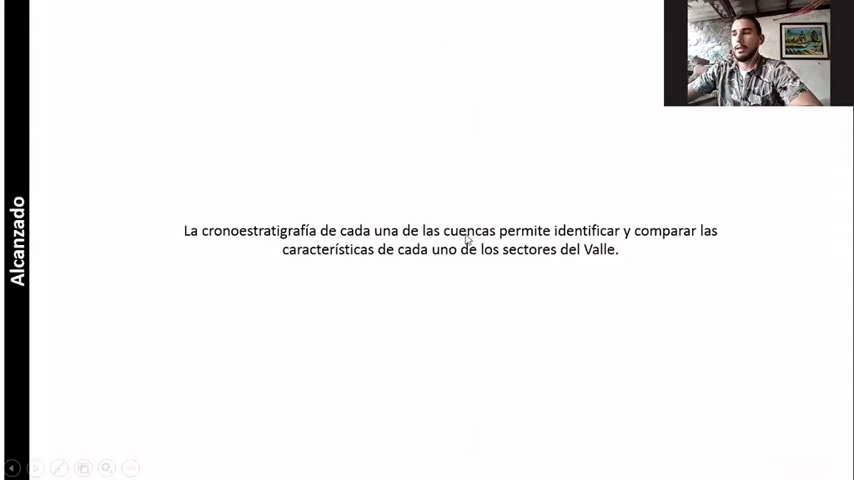 Alcanzado
La cronoestratigrafía de cada una de las cuencas permite identificar y comparar las
características de cada uno de los sectores del Valle.